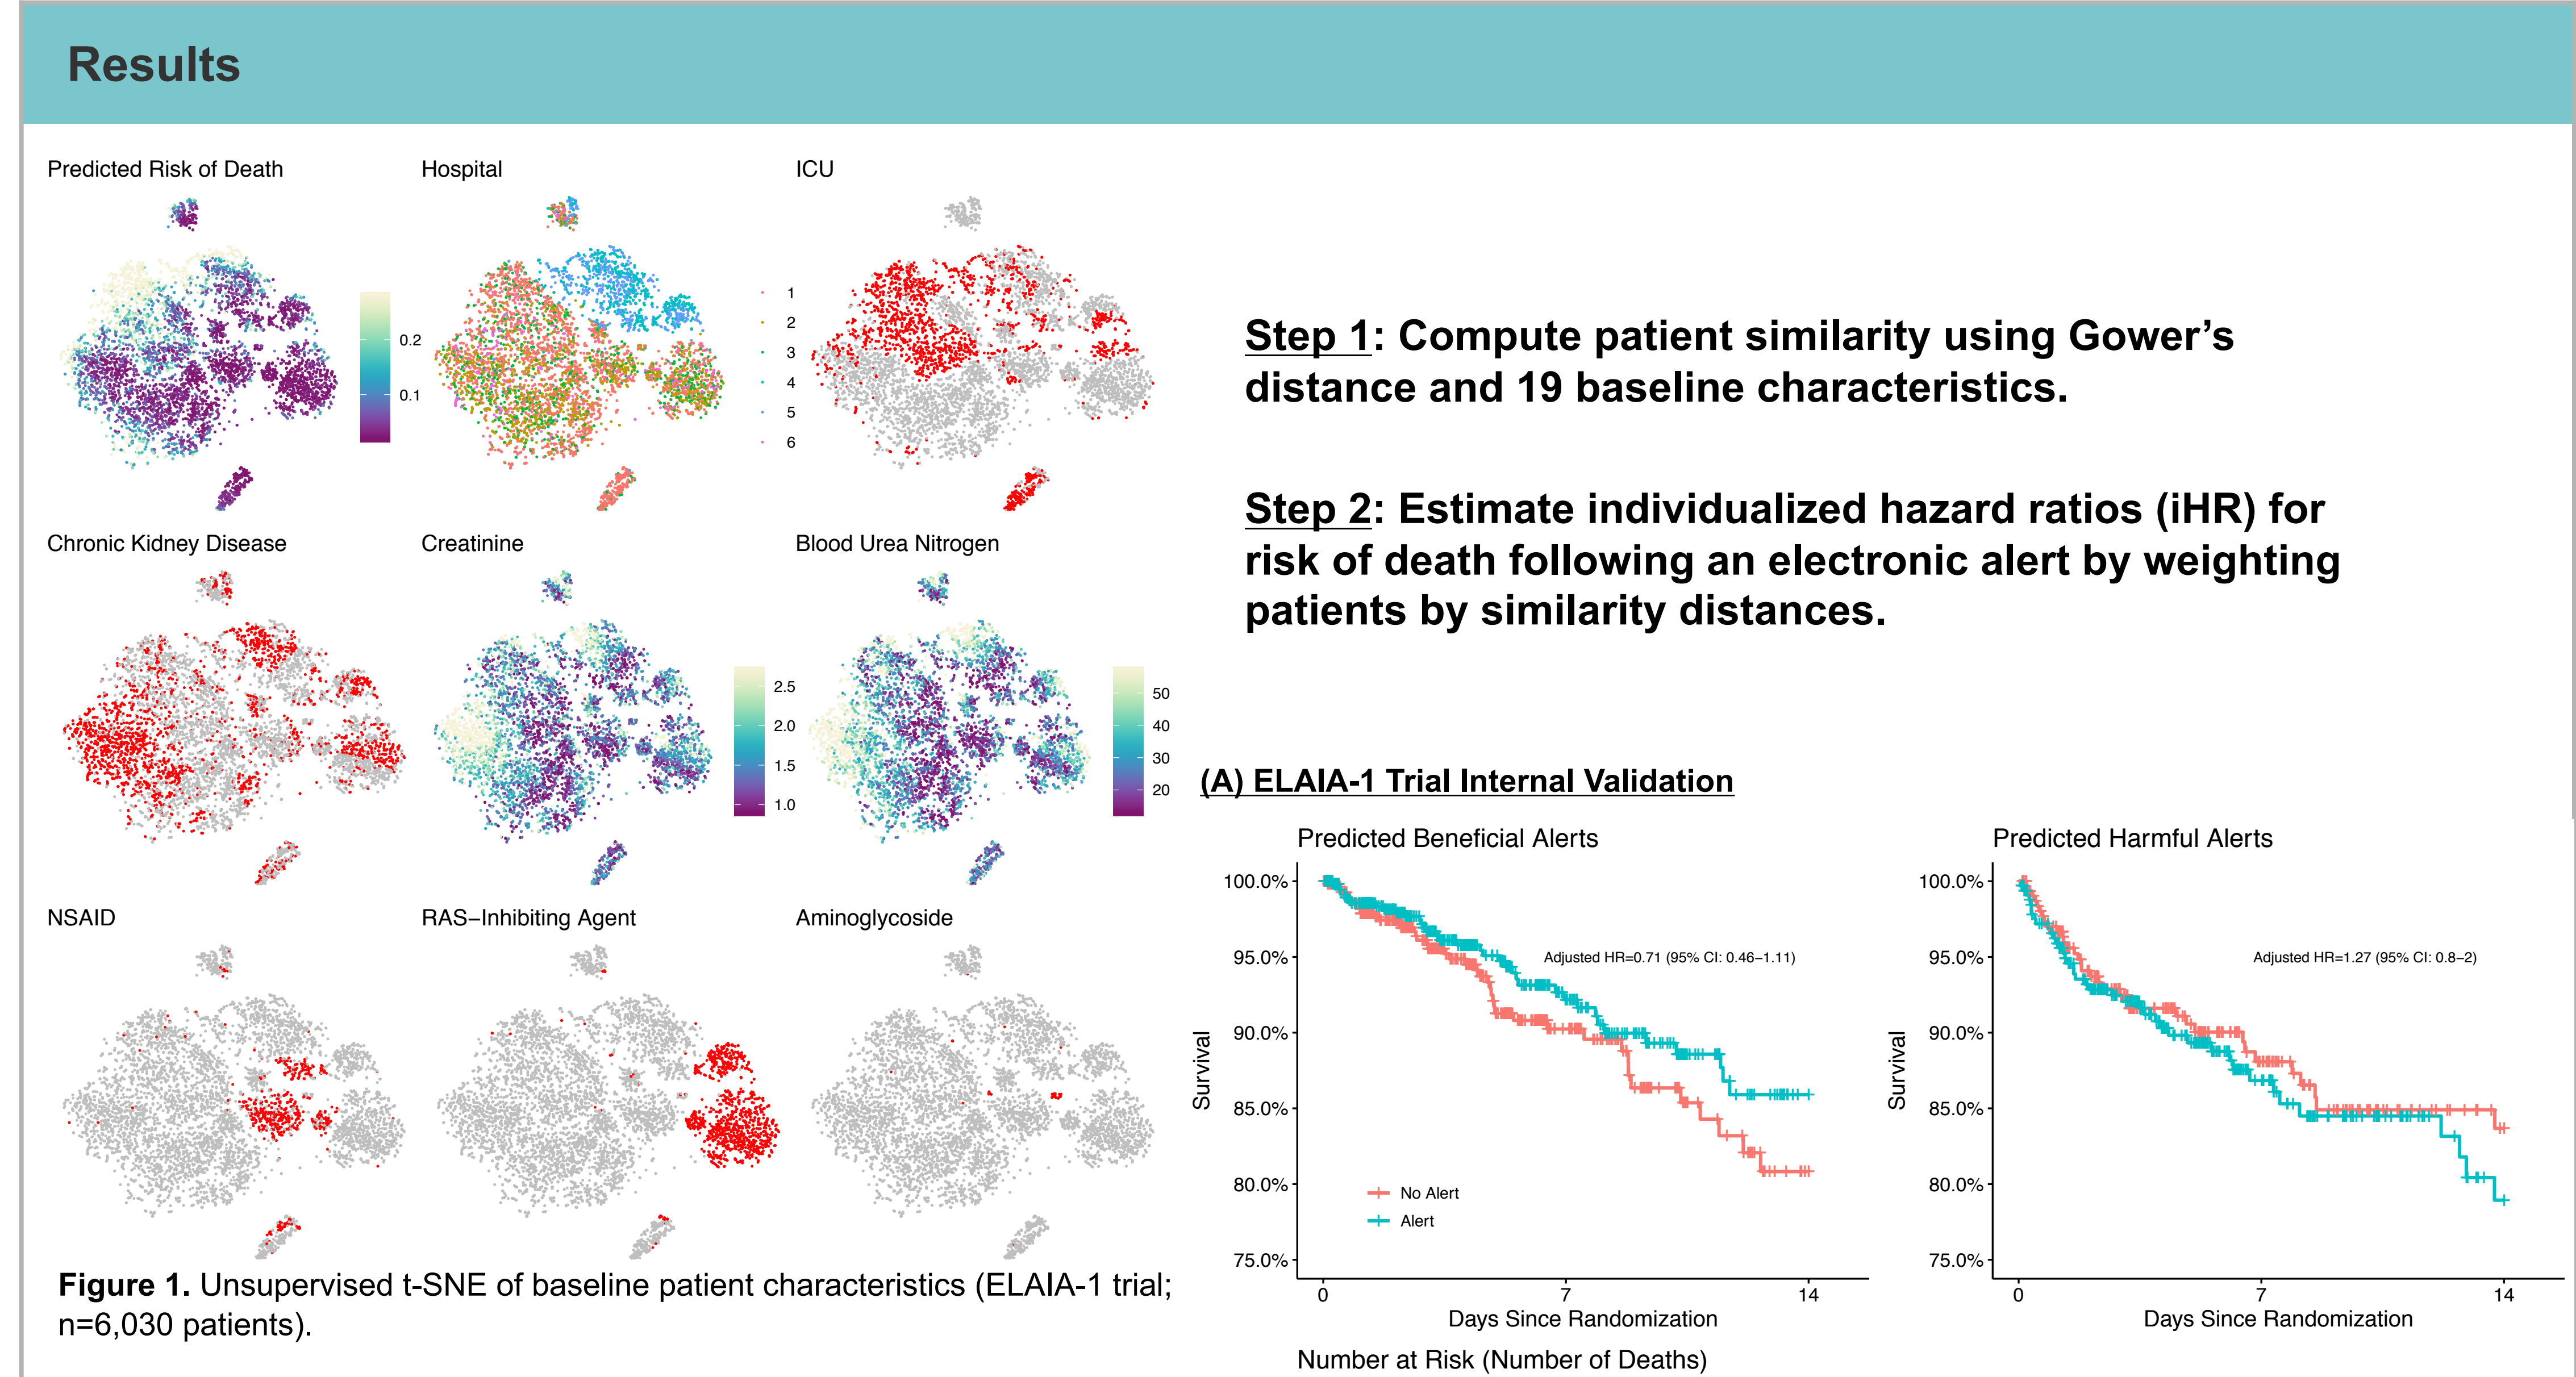 Results
Predicted Risk of Death
0.2
0.1
Hospital
1
2
3
4
5
6
ICU
Chronic Kidney Disease
Creatinine
2.5
2.0
1.5
1.0
Blood Urea Nitrogen
50
40
30
20
NSAID
RAS−Inhibiting Agent
Aminoglycoside
Figure 1. Unsupervised t-SNE of baseline patient characteristics (ELAIA-1 trial;
n=6,030 patients).
Step 1: Compute patient similarity using Gower’s
distance and 19 baseline characteristics.
Step 2: Estimate individualized hazard ratios (iHR) for
risk of death following an electronic alert by weighting
patients by similarity distances.
(A) ELAIA-1 Trial Internal Validation
Predicted Beneficial Alerts
100.0%
95.0%
90.0%
85.0%
80.0%
75.0%
Survival
Adjusted HR=0.71 (95% CI: 0.46−1.11)
No Alert
Alert
0
7
14
Days Since Randomization
Number at Risk (Number of Deaths)
Predicted Harmful Alerts
100.0%
95.0%
90.0%
85.0%
80.0%
75.0%
Survival
Adjusted HR=1.27 (95% CI: 0.8−2)
0
7
14
Days Since Randomization